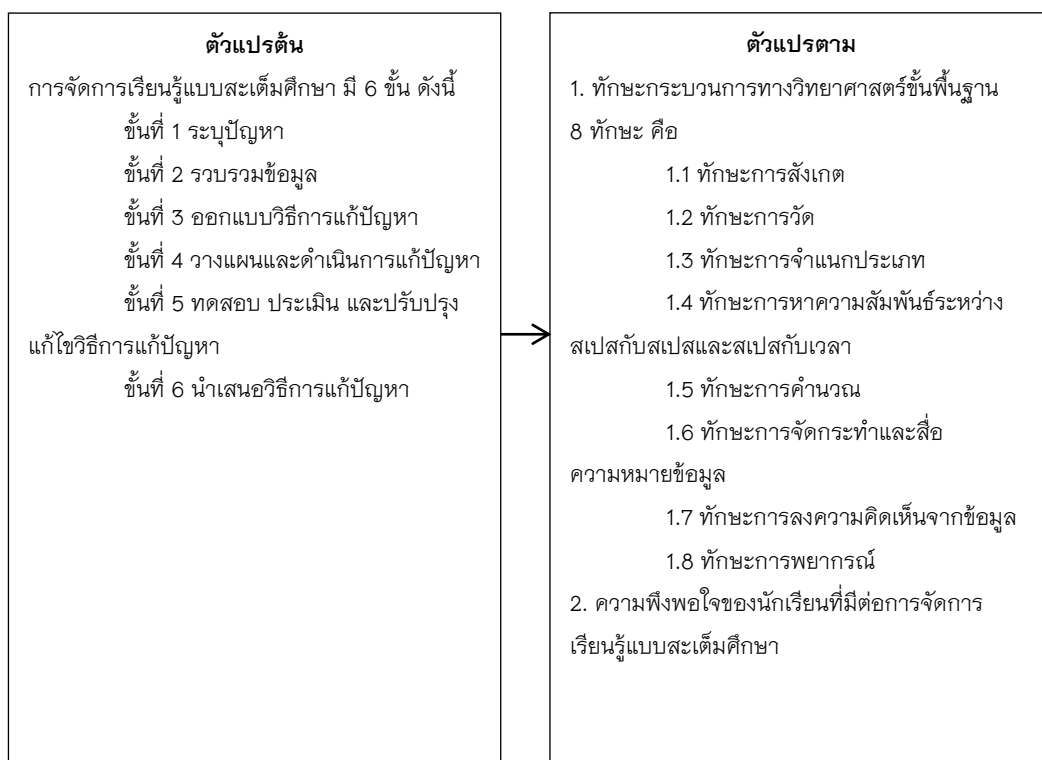 ตัวแปรต้น
การจัดการเรียนรู้แบบสะเต็มศึกษา มี 6 ขั้น ดังนี้
ขั้นที่ 1 ระบุปัญหา
ขั้นที่ 2 รวบรวมข้อมูล
ขั้นที่ 3 ออกแบบวิธีการแก้ปัญหา
ขั้นที่ 4 วางแผนและดำเนินการแก้ปัญหา
ขั้นที่ 5 ทดสอบ ประเมิน และปรับปรุง
แก้ไขวิธีการแก้ปัญหา
ขั้นที่ 6 นำเสนอวิธีการแก้ปัญหา
ตัวแปรตาม
1. ทักษะกระบวนการทางวิทยาศาสตร์ขั้นพื้นฐาน
8 ทักษะ คือ
1.1 ทักษะการสังเกต
1.2 ทักษะการวัด
1.3 ทักษะการจำแนกประเภท
1.4 ทักษะการหาความสัมพันธ์ระหว่าง
สเปสกับสเปสและสเปสกับเวลา
1.5 ทักษะการคำนวณ
1.6 ทักษะการจัดกระทำและสื่อ
ความหมายข้อมูล
1.7 ทักษะการลงความคิดเห็นจากข้อมูล
1.8 ทักษะการพยากรณ์
2. ความพึงพอใจของนักเรียนที่มีต่อการจัดการ
เรียนรู้แบบสะเต็มศึกษา